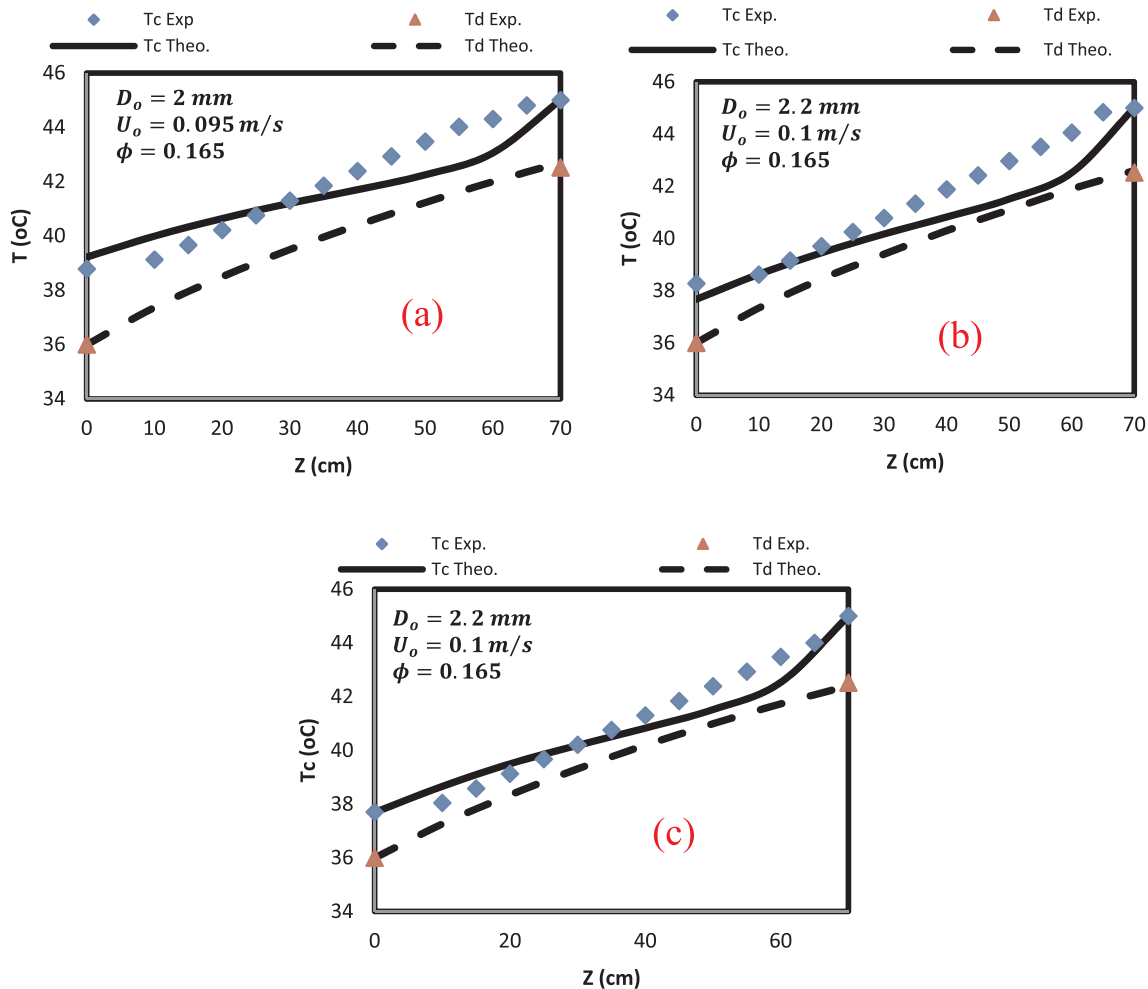 Tc Exp Td Exp.
Tc Theo. Td Theo.
46
44
42
40
38
36
34
T (oC)
D_o = 2 mm
U_o = 0.095 m/s
ϕ = 0.165
(a)
0 10 20 30 40 50 60 70
Z (cm)
Tc Exp. Td Exp.
Tc Theo. Td Theo.
46
44
42
40
38
36
34
T (oC)
D_o = 2.2 mm
U_o = 0.1 m/s
ϕ = 0.165
(b)
0 10 20 30 40 50 60 70
Z (cm)
Tc Exp. Td Exp.
Tc Theo. Td Theo.
46
44
42
40
38
36
34
Tc (oC)
D_o = 2.2 mm
U_o = 0.1 m/s
ϕ = 0.165
(c)
0 20 40 60
Z (cm)